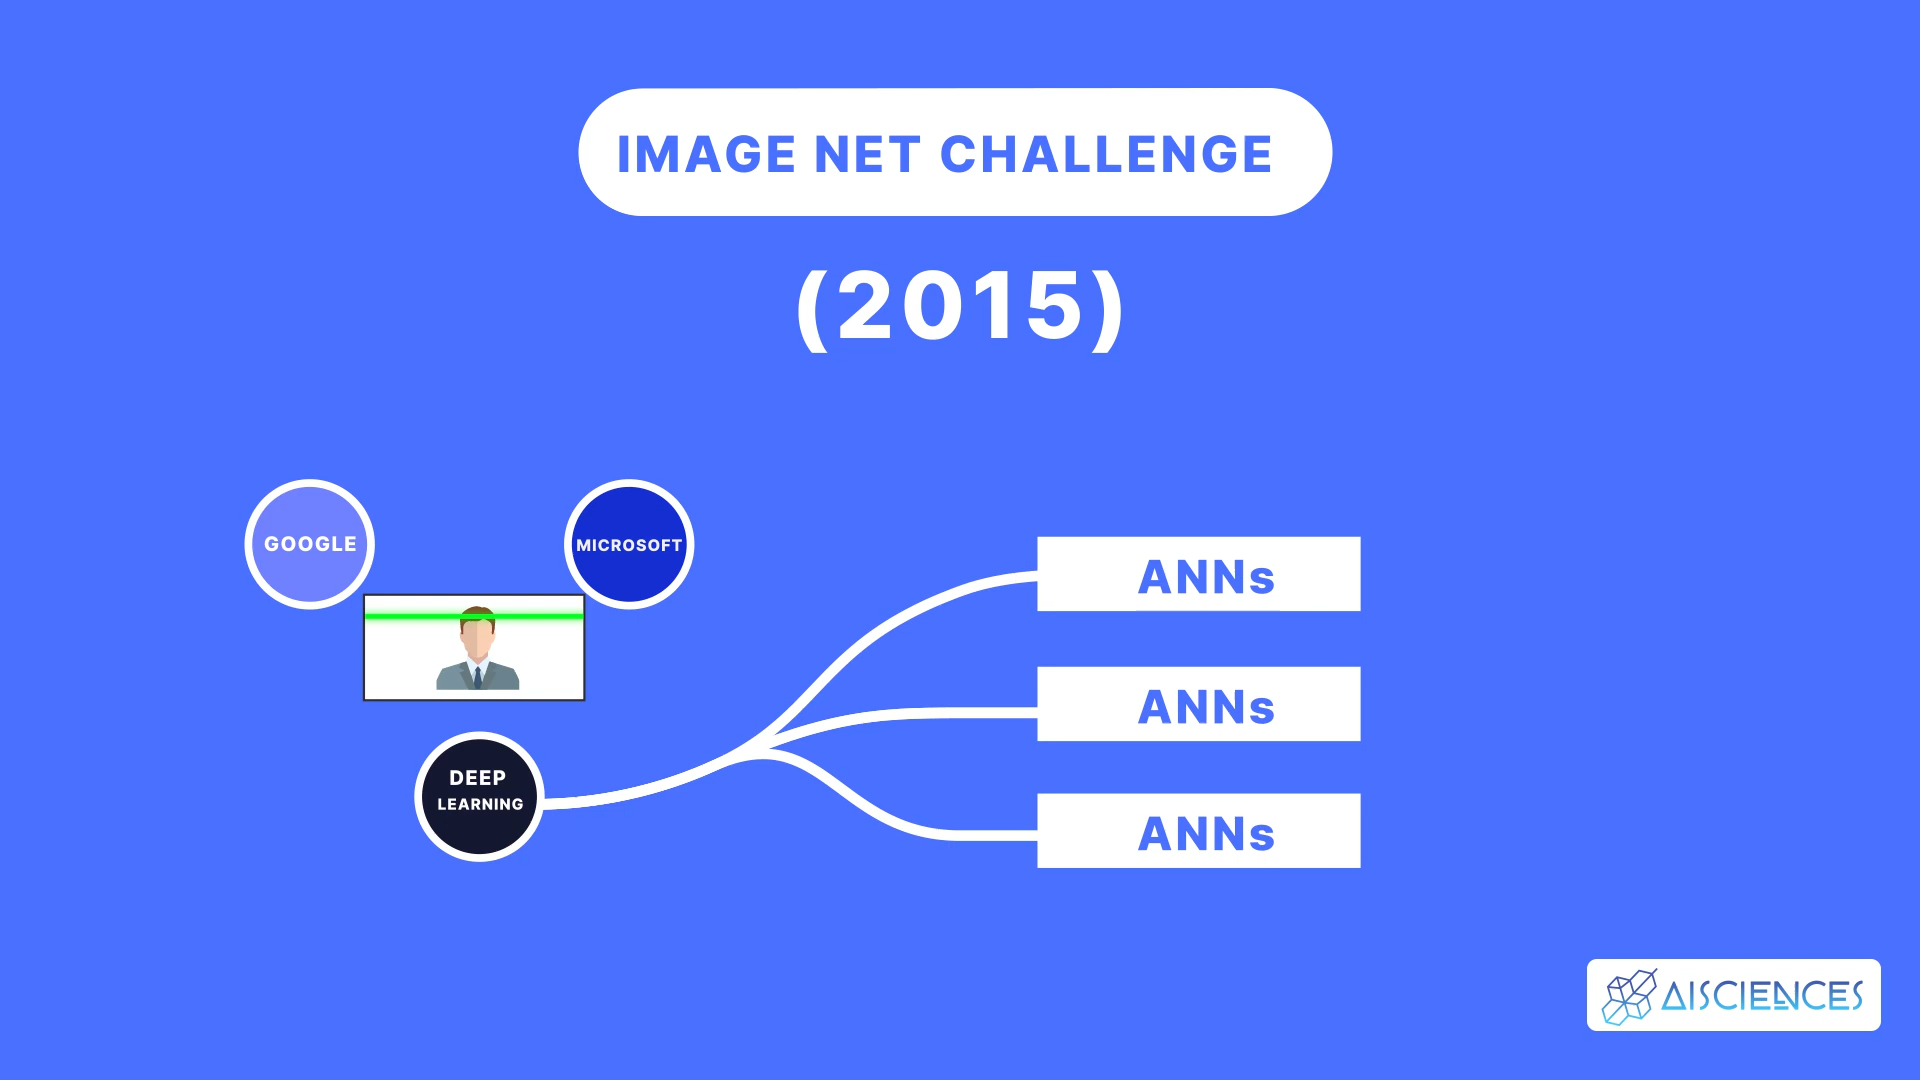 IMAGE NET CHALLENGE
(2015)
GOOGLE
MICROSOFT
DEEP
LEARNING
ANNs
ANNs
ANNs
AISCIENCES